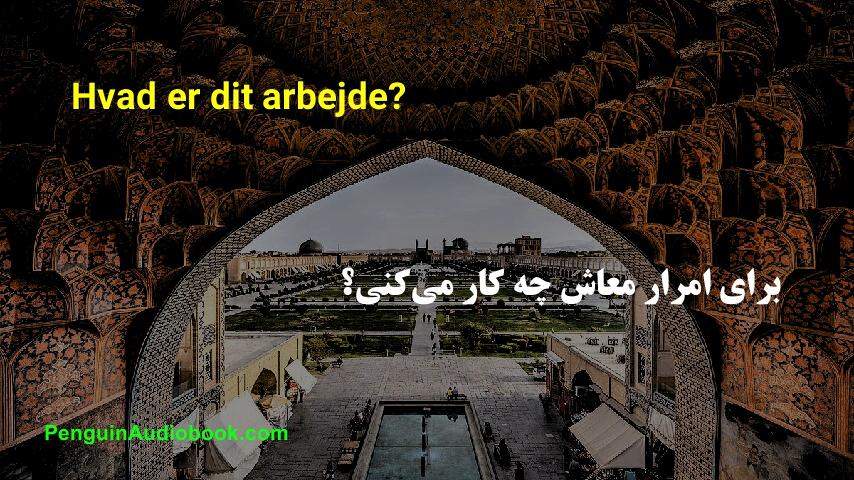 Hvad er dit arbejde?
برای امرار معاش چه کار می‌کنی؟
PenguinAudiobook.com